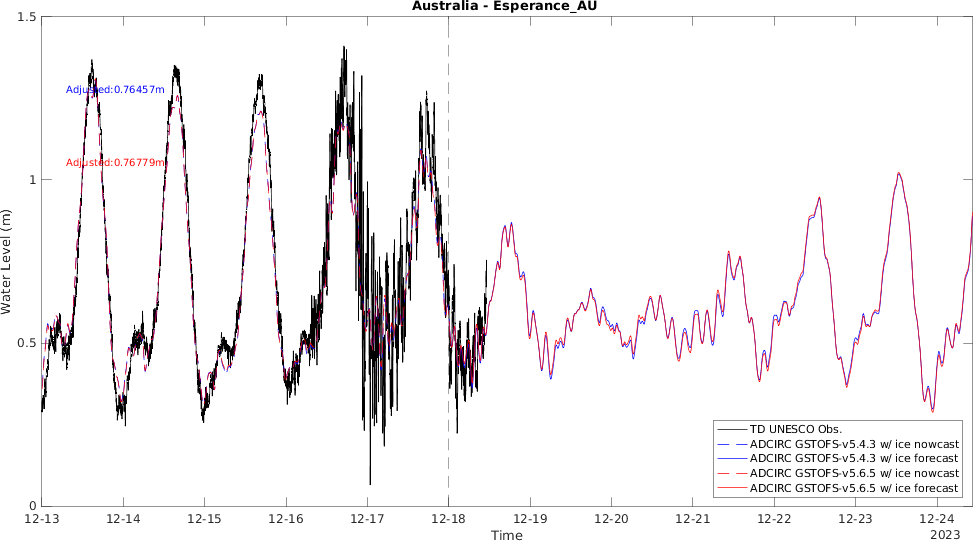 Australia - Esperance_AU
1.5
Adjusted:0.76457m
Adjusted:0.76779m
1
Water Level (m)
0.5
TD UNESCO Obs.
ADCIRC GSTOFS-v5.4.3 w/ ice nowcast
ADCIRC GSTOFS-v5.4.3 w/ ice forecast
ADCIRC GSTOFS-v5.6.5 w/ ice nowcast
ADCIRC GSTOFS-v5.6.5 w/ ice forecast
0
12-13 12-14 12-15 12-16 12-17 12-18 12-19 12-20 12-21 12-22 12-23 12-24
Time 2023